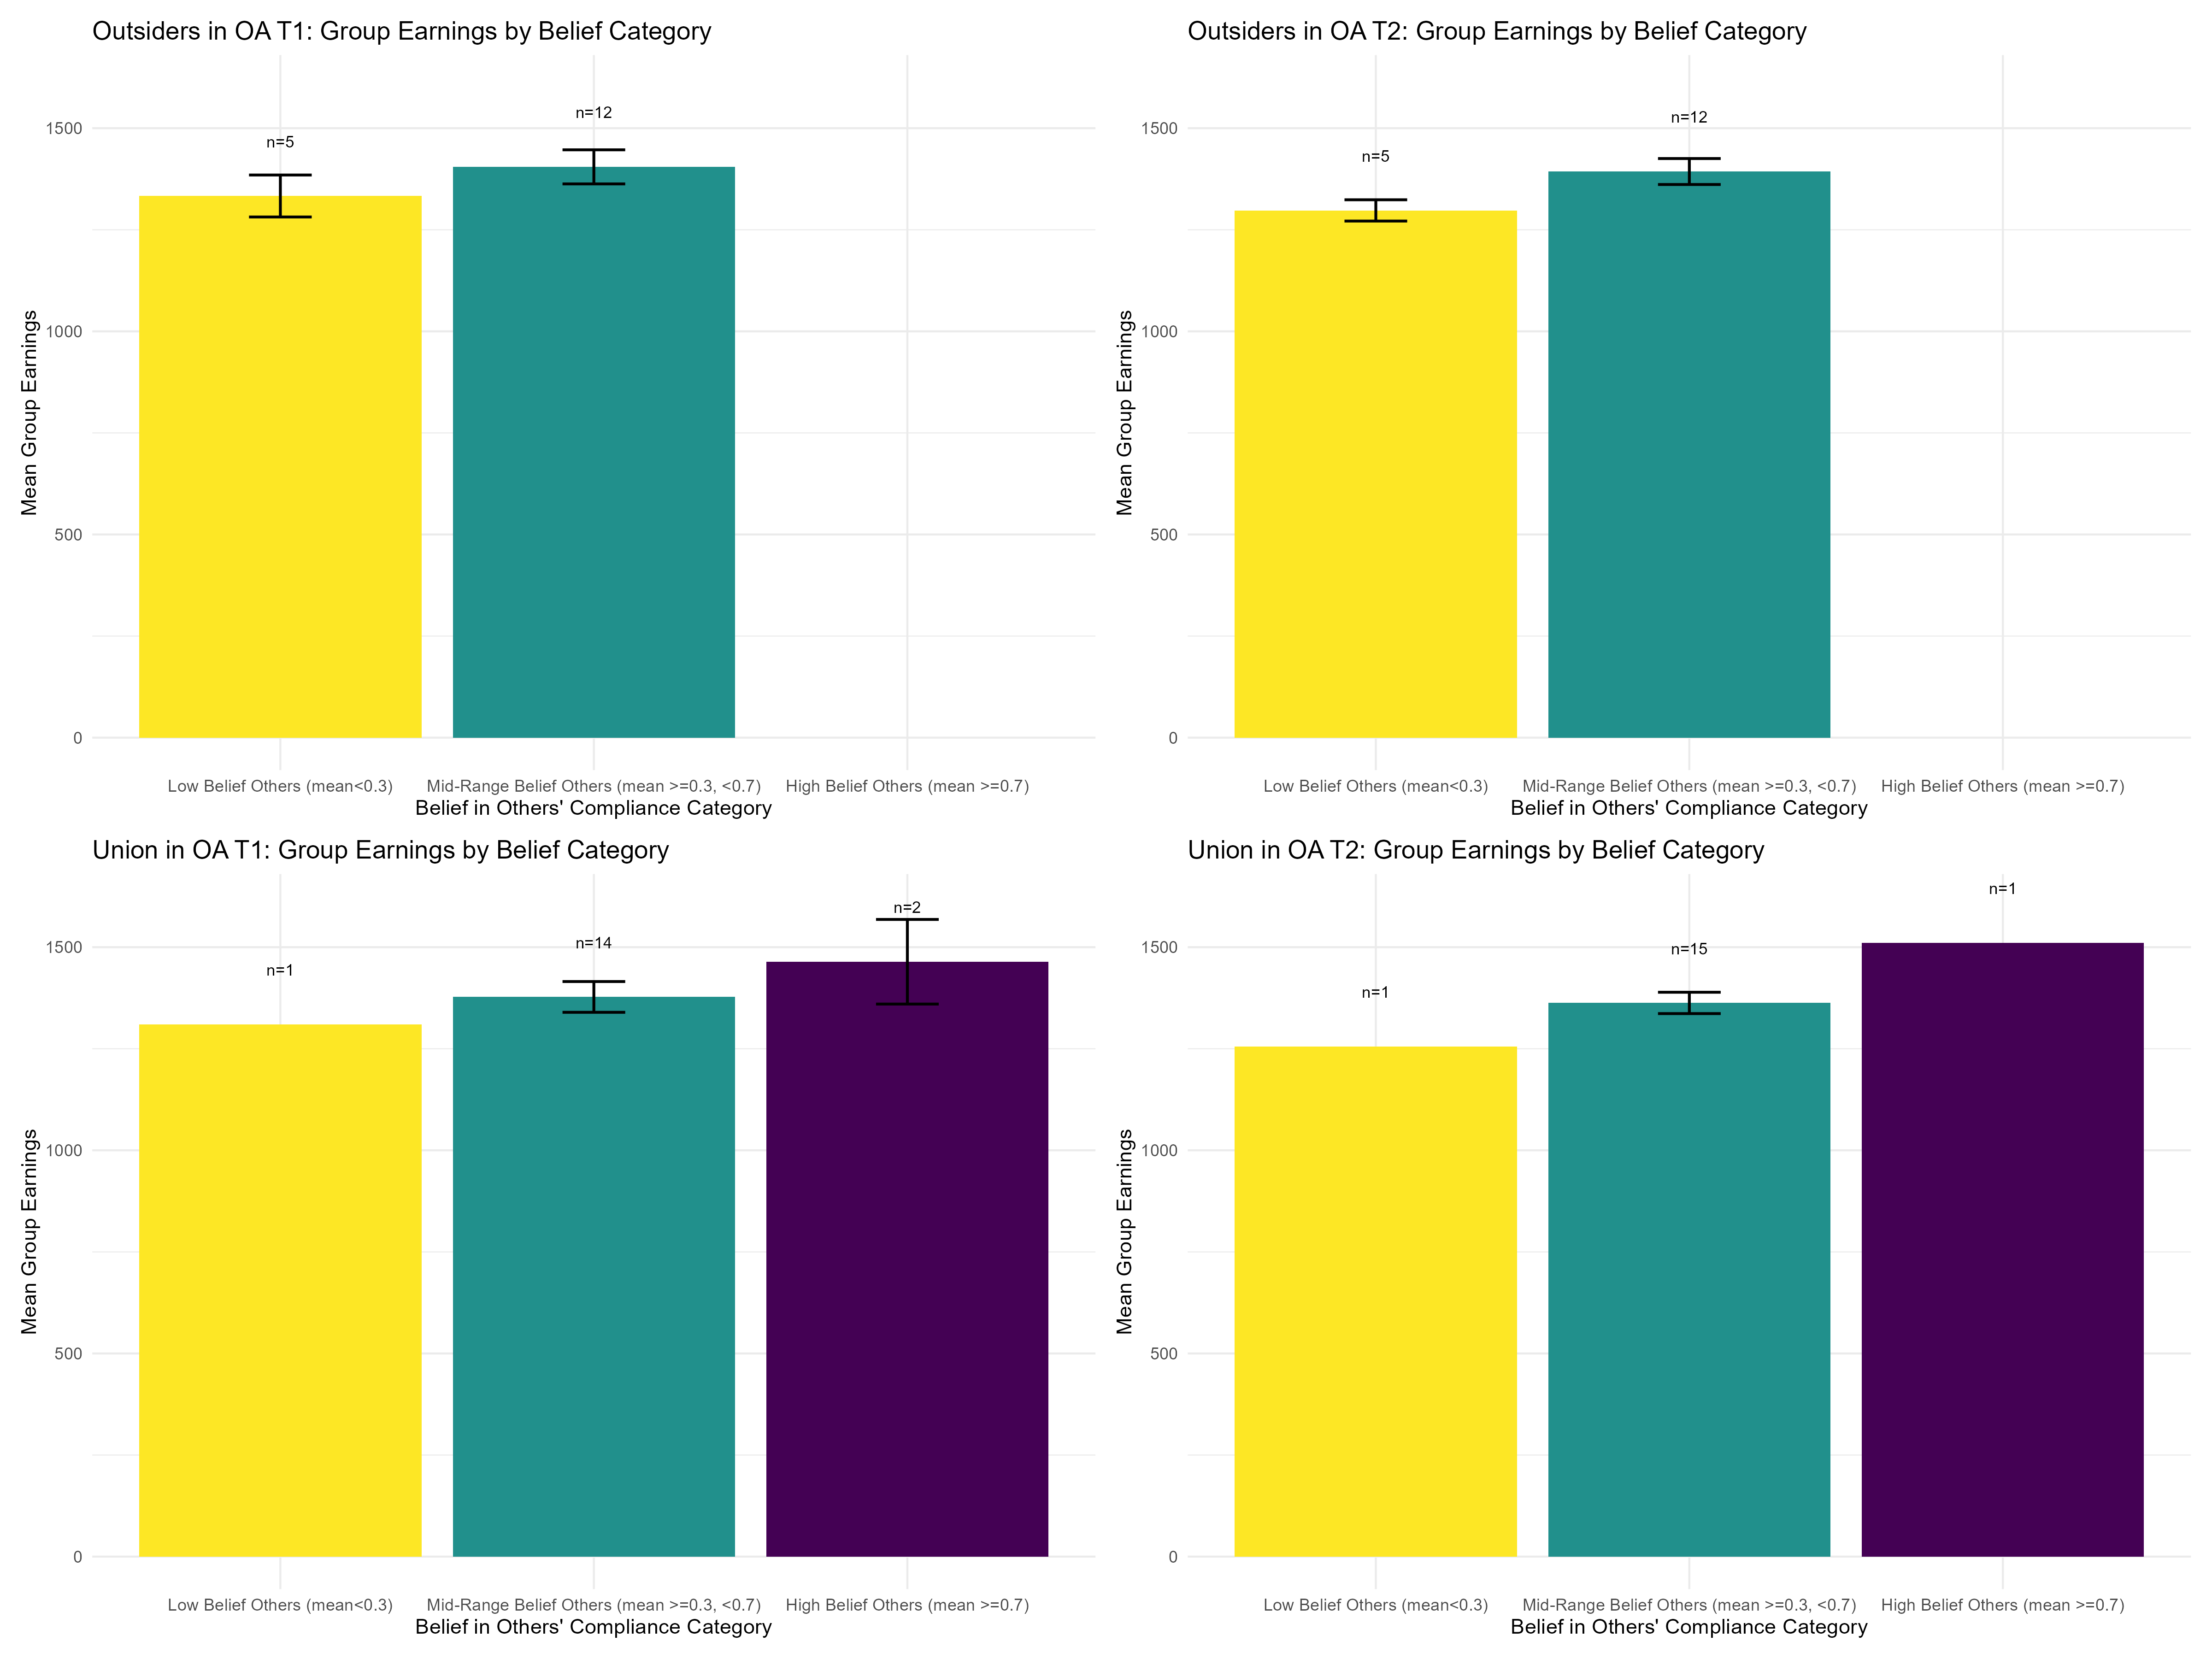 Outsiders in OA T1: Group Earnings by Belief Category
n=12
n=5
1500
1000
500
0
Mean Group Earnings
Low Belief Others (mean<0.3)
Mid-Range Belief Others (mean >=0.3, <0.7)
High Belief Others (mean >=0.7)
Belief in Others' Compliance Category
Outsiders in OA T2: Group Earnings by Belief Category
n=12
n=5
1500
1000
500
0
Mean Group Earnings
Low Belief Others (mean<0.3)
Mid-Range Belief Others (mean >=0.3, <0.7)
High Belief Others (mean >=0.7)
Belief in Others' Compliance Category
Union in OA T1: Group Earnings by Belief Category
n=2
n=14
n=1
1500
1000
500
0
Mean Group Earnings
Low Belief Others (mean<0.3)
Mid-Range Belief Others (mean >=0.3, <0.7)
High Belief Others (mean >=0.7)
Belief in Others' Compliance Category
Union in OA T2: Group Earnings by Belief Category
n=1
n=15
n=1
1500
1000
500
0
Mean Group Earnings
Low Belief Others (mean<0.3)
Mid-Range Belief Others (mean >=0.3, <0.7)
High Belief Others (mean >=0.7)
Belief in Others' Compliance Category